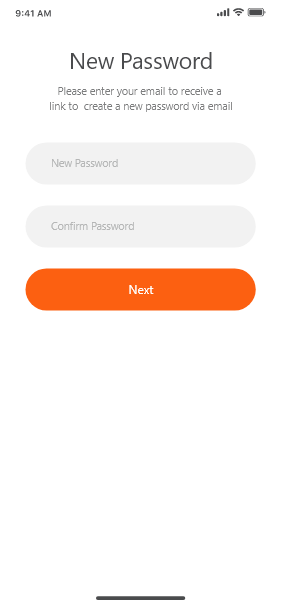 9:41 AM
New Password
Please enter your email to receive a
link to  create a new password via email
New Password
Confirm Password
Next